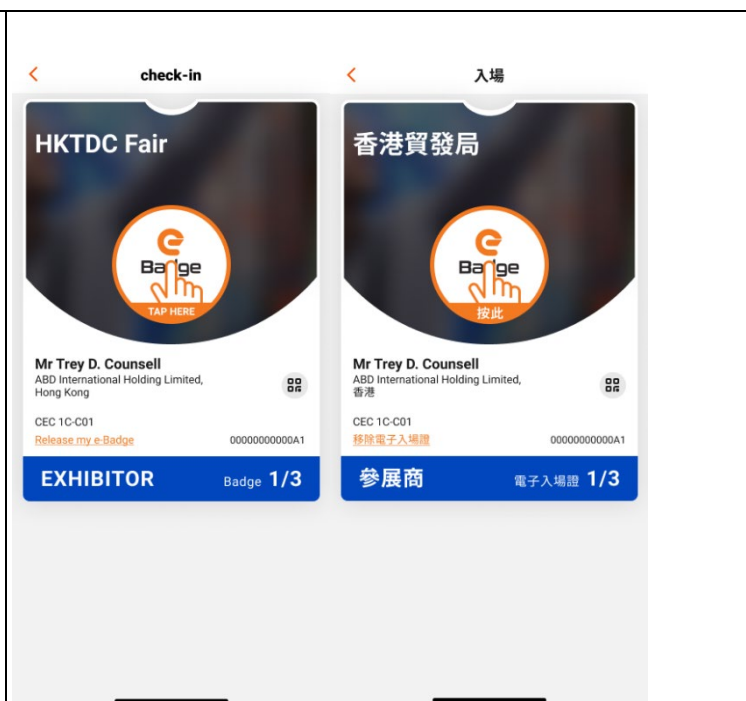 check-in
HKTDC Fair
e
Badge
TAP HERE
Mr Trey D. Counsell
ABD International Holding Limited,
Hong Kong
CEC 1C-C01
Release my e-Badge
00000000000A1
EXHIBITOR
Badge 1/3
入場
香港貿發局
e
Badge
按此
Mr Trey D. Counsell
ABD International Holding Limited,
香港
CEC 1C-C01
移除電子入場證
00000000000A1
參展商
電子入場證 1/3